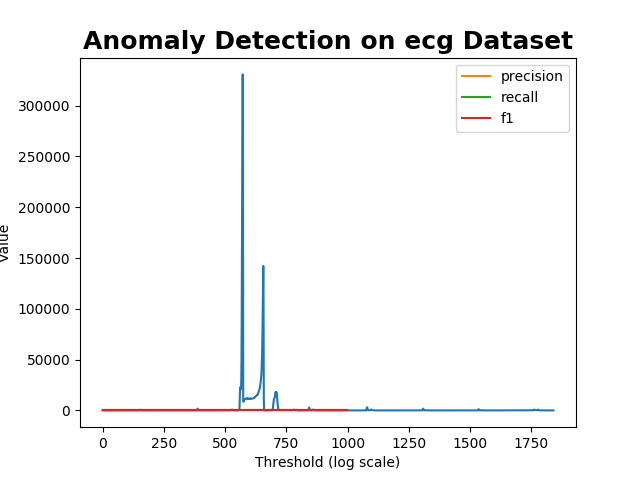 Anomaly Detection on ecg Dataset
precision
recall
f1
300000
250000
200000
150000
100000
50000
0
Value
0 250 500 750 1000 1250 1500 1750
Threshold (log scale)